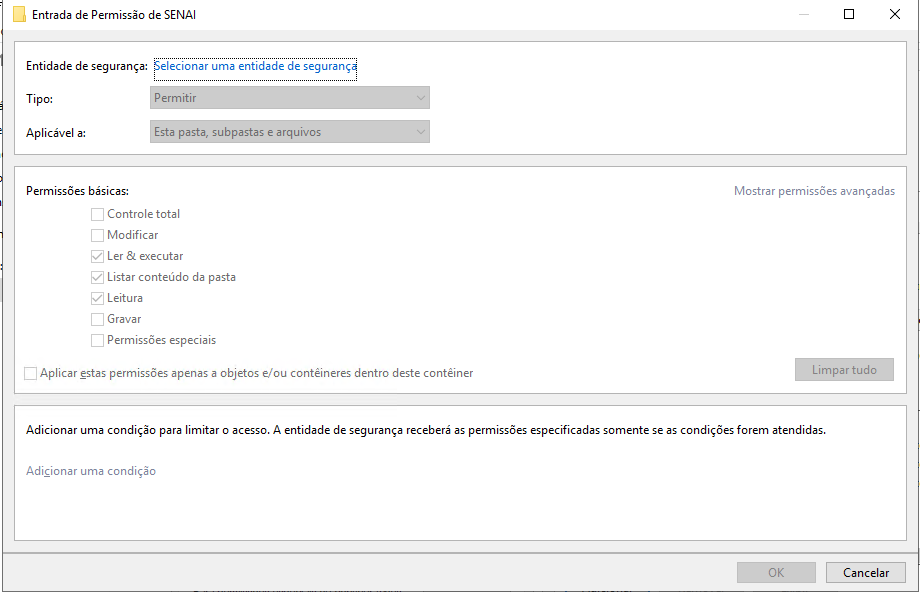 Entrada de Permissão de SENAI
Entidade de segurança: Selecionar uma entidade de segurança
Tipo: Permitir
Aplicável a: Esta pasta, subpastas e arquivos
Permissões básicas: Mostrar permissões avançadas
Controle total
Modificar
Ler & executar
Listar conteúdo da pasta
Leitura
Gravar
Permissões especiais
Aplicar estas permissões apenas a objetos e/ou contêineres dentro deste contêiner Limpar tudo
Adicionar uma condição para limitar o acesso. A entidade de segurança receberá as permissões especificadas somente se as condições forem atendidas.
Adicionar uma condição
OK Cancelar